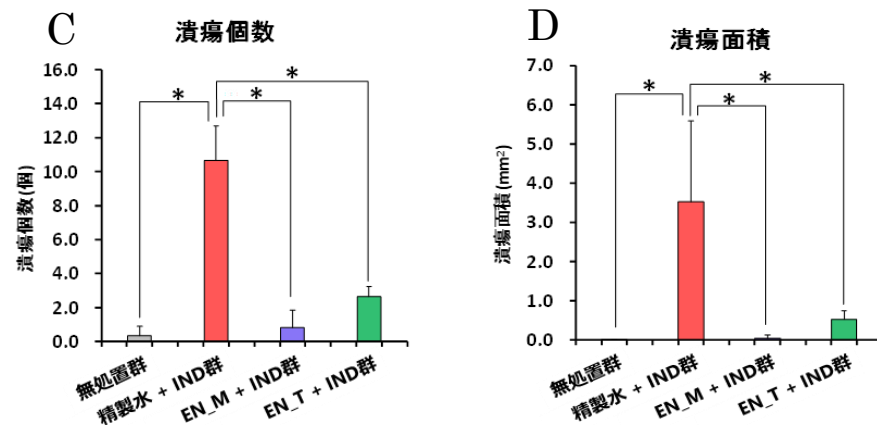 C
潰瘍個数
16.0
14.0
12.0
10.0
8.0
6.0
4.0
2.0
0.0
潰瘍個数(個)
*
*
*
無処置群
精製水 + IND群
EN_M + IND群
EN_T + IND群
D
潰瘍面積
7.0
6.0
5.0
4.0
3.0
2.0
1.0
0.0
潰瘍面積(mm²)
*
*
*
無処置群
精製水 + IND群
EN_M + IND群
EN_T + IND群